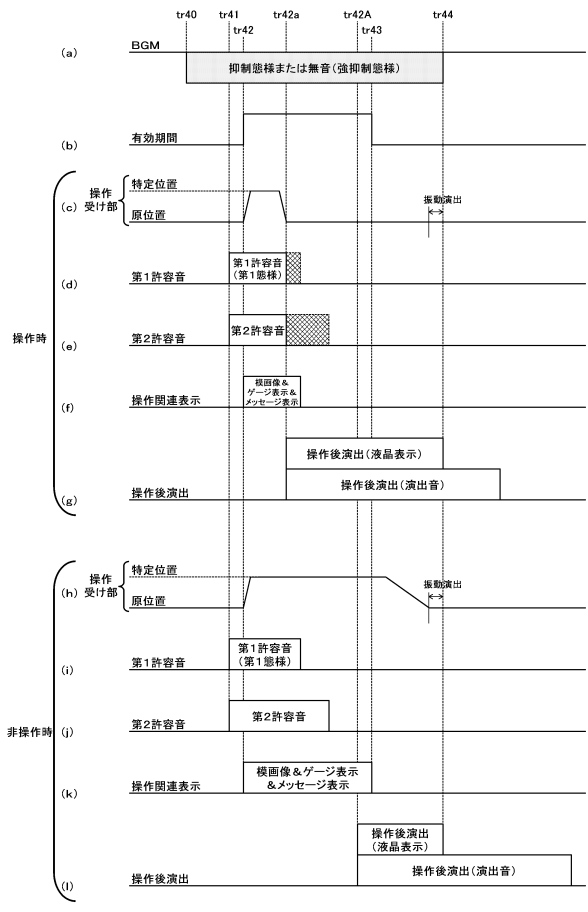 tr40 tr41 tr42a tr42A tr44
tr42 tr43
BGM
(a)
抑制態様または無音(強抑制態様)
有効期間
(b)
操作時
操作
受け部
(c)
特定位置
原位置
振動演出
第1許容音
(第1態様)
(d)
第1許容音
第2許容音
(e)
第2許容音
模画像&
ゲージ表示&
メッセージ表示
(f)
操作関連表示
操作後演出(液晶表示)
操作後演出(演出音)
(g)
操作後演出
非操作時
操作
受け部
(h)
特定位置
原位置
振動演出
第1許容音
(第1態様)
(i)
第1許容音
第2許容音
(j)
第2許容音
模画像&ゲージ表示
&メッセージ表示
(k)
操作関連表示
操作後演出
(液晶表示)
操作後演出(演出音)
(l)
操作後演出